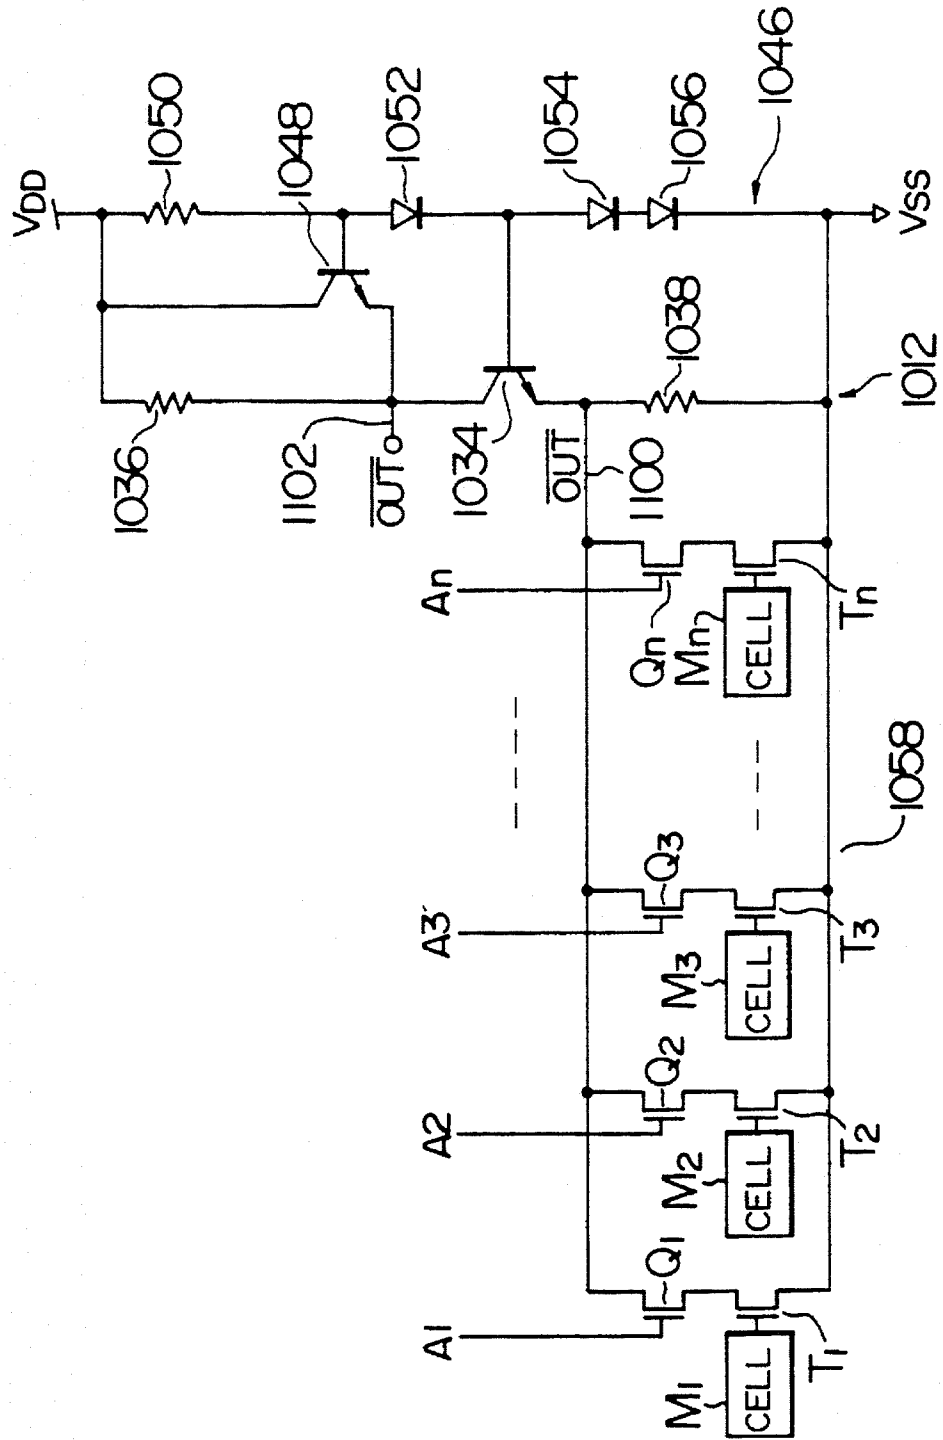 VDD
1050
1048
1052
1054
1056
1046
VSS
1036
1102
OUT
1034
OUT
1100
1038
1012
An
Qn
Mn
CELL
Tn
1058
A3
Q3
M3
CELL
T3
A2
Q2
M2
CELL
T2
A1
Q1
M1
CELL
T1